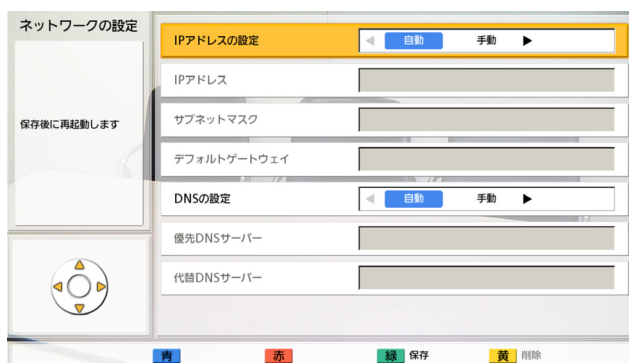 ネットワークの設定
保存後に再起動します
IPアドレスの設定 ◀ 自動 手動 ▶
IPアドレス
サブネットマスク
デフォルトゲートウェイ
DNSの設定 ◀ 自動 手動 ▶
優先DNSサーバー
代替DNSサーバー
青 赤 緑 保存 黄 削除